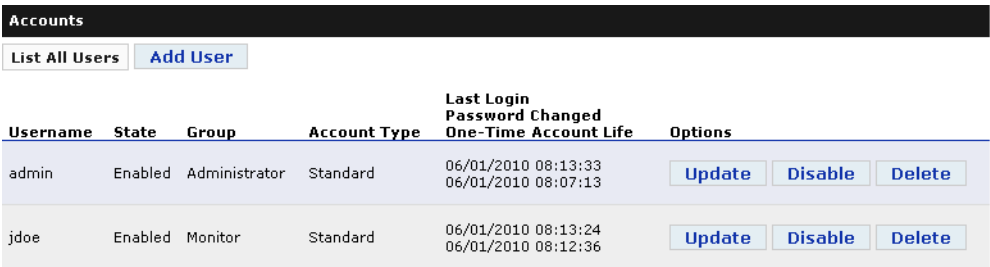 Accounts
List All Users Add User
Last Login
Password Changed
Username State Group Account Type One-Time Account Life Options
admin Enabled Administrator Standard 06/01/2010 08:13:33 Update Disable Delete
06/01/2010 08:07:13
jdoe Enabled Monitor Standard 06/01/2010 08:13:24 Update Disable Delete
06/01/2010 08:12:36